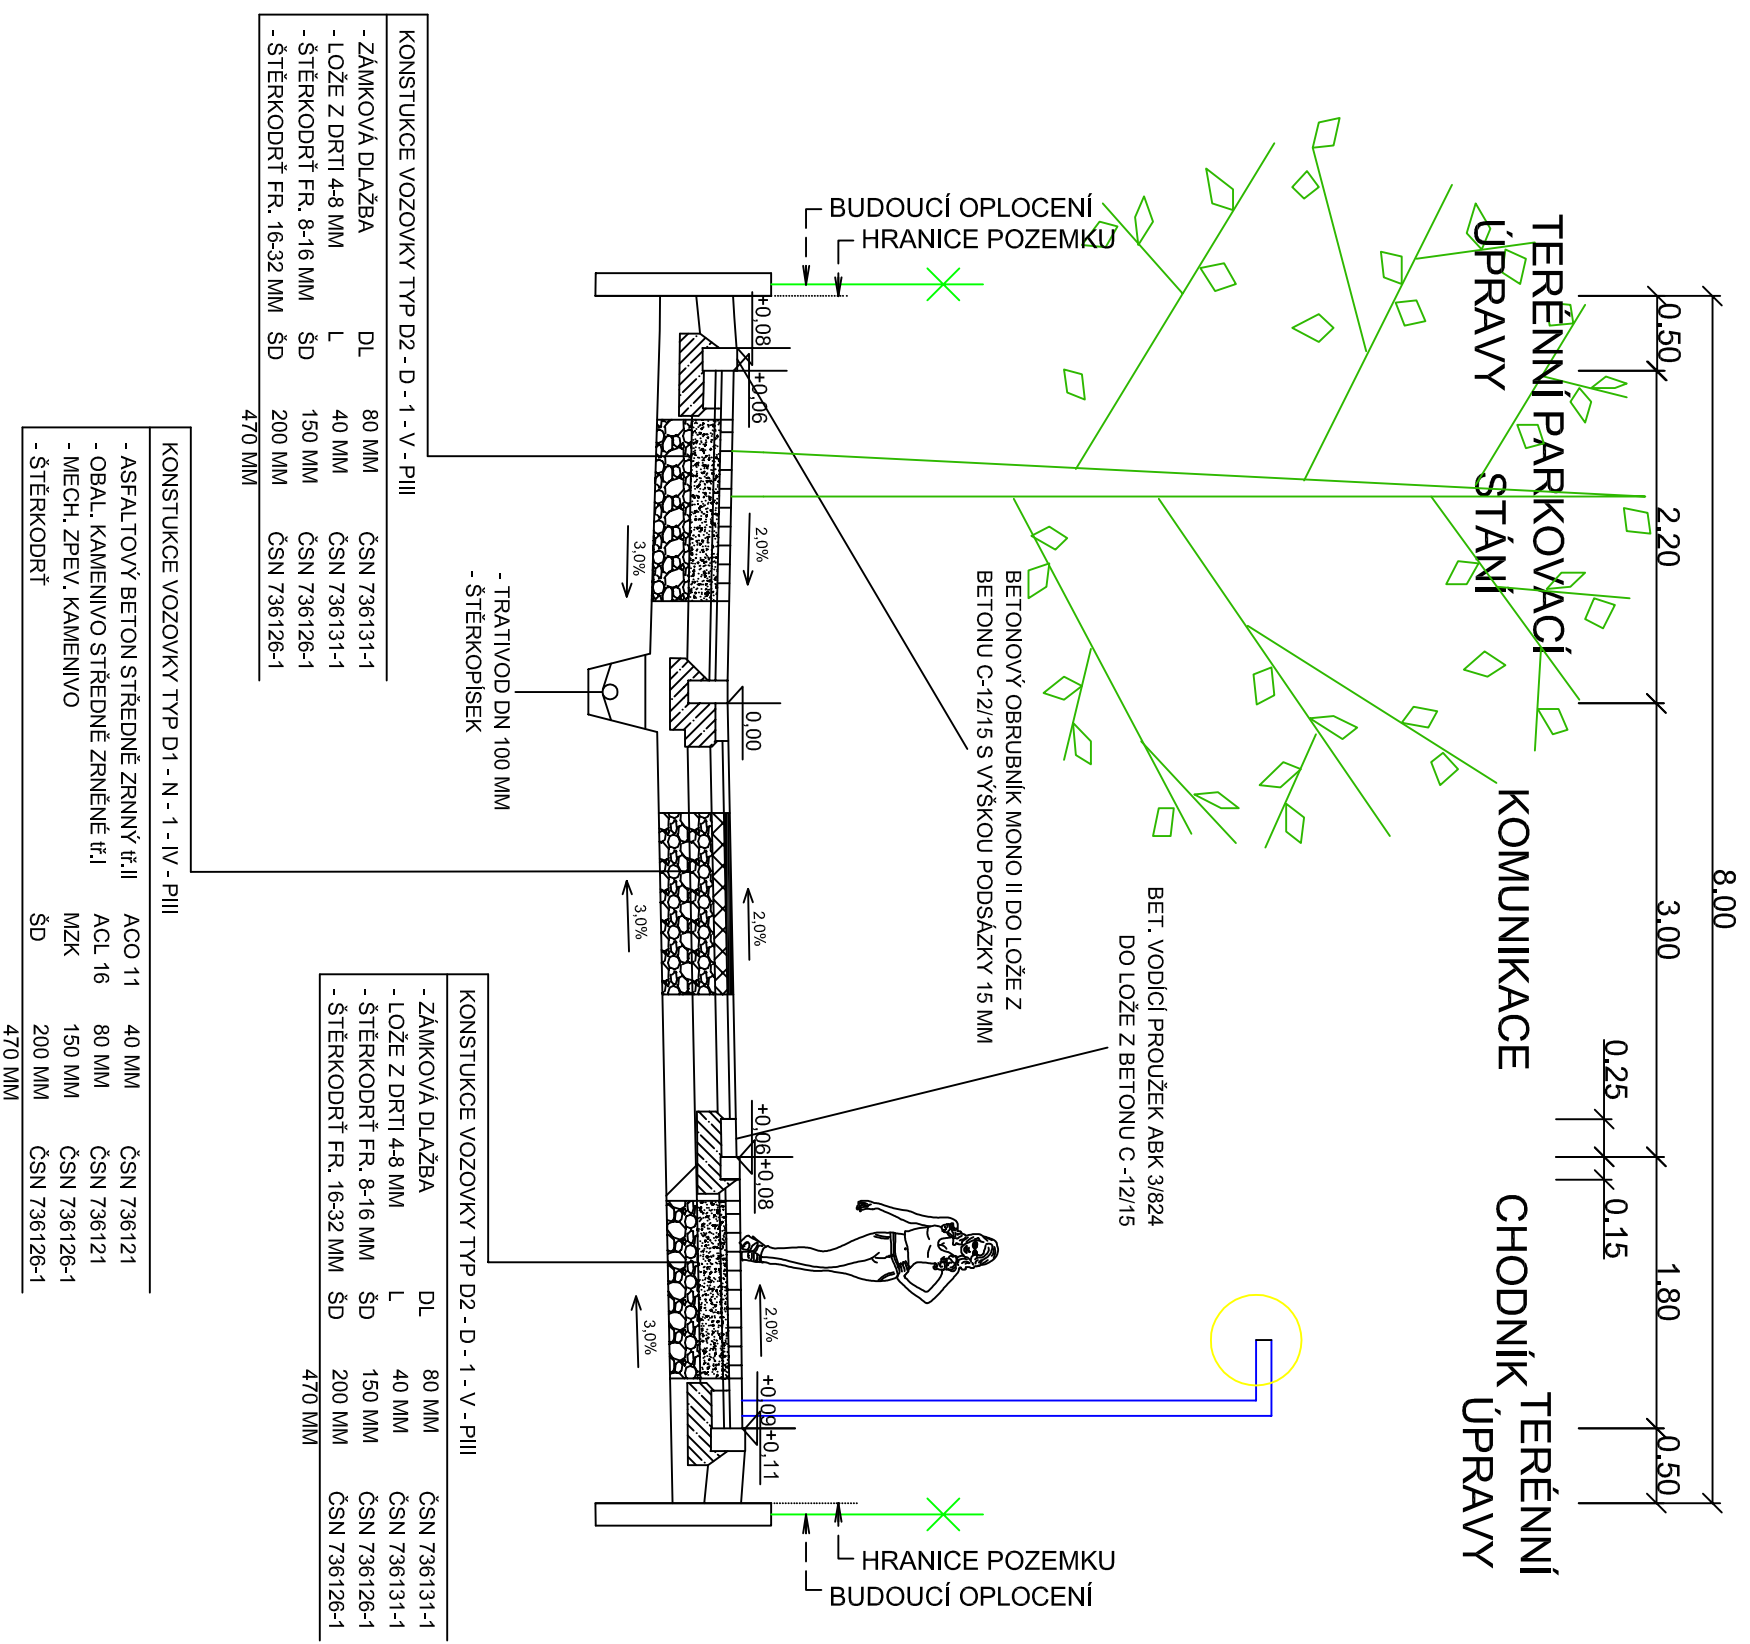 8.00
0.50
2.20
3.00
1.80
0.50
0.25
0.15
TERÉNNÍ
ÚPRAVY
PARKOVACÍ
STÁNÍ
KOMUNIKACE
CHODNÍK
TERÉNNÍ
ÚPRAVY
BUDOUCÍ OPLOCENÍ
HRANICE POZEMKU
HRANICE POZEMKU
BUDOUCÍ OPLOCENÍ
BET. VODÍCÍ PROUŽEK ABK 3/824
DO LOŽE Z BETONU C -12/15
BETONOVÝ OBRUBNÍK MONO II DO LOŽE Z
BETONU C-12/15 S VÝŠKOU PODSÁZKY 15 MM
+0,08
+0,06
0,00
+0,06
+0,08
+0,09
+0,11
2,0%
2,0%
2,0%
3,0%
3,0%
3,0%
- TRATIVOD DN 100 MM
- ŠTĚRKOPÍSEK
KONSTUKCE VOZOVKY TYP D2 - D - 1 - V - PIII
- ZÁMKOVÁ DLAŽBA DL 80 MM ČSN 736131-1
- LOŽE Z DRTI 4-8 MM L 40 MM ČSN 736131-1
- ŠTĚRKODRŤ FR. 8-16 MM ŠD 150 MM ČSN 736126-1
- ŠTĚRKODRŤ FR. 16-32 MM ŠD 200 MM ČSN 736126-1
470 MM
KONSTUKCE VOZOVKY TYP D2 - D - 1 - V - PIII
- ZÁMKOVÁ DLAŽBA DL 80 MM ČSN 736131-1
- LOŽE Z DRTI 4-8 MM L 40 MM ČSN 736131-1
- ŠTĚRKODRŤ FR. 8-16 MM ŠD 150 MM ČSN 736126-1
- ŠTĚRKODRŤ FR. 16-32 MM ŠD 200 MM ČSN 736126-1
470 MM
KONSTUKCE VOZOVKY TYP D1 - N - 1 - IV - PIII
- ASFALTOVÝ BETON STŘEDNĚ ZRNNÝ tř.II ACO 11 40 MM ČSN 736121
- OBAL. KAMENIVO STŘEDNĚ ZRNĚNÉ tř.I ACL 16 80 MM ČSN 736121
- MECH. ZPEV. KAMENIVO MZK 150 MM ČSN 736126-1
- ŠTĚRKODRŤ ŠD 200 MM ČSN 736126-1
470 MM